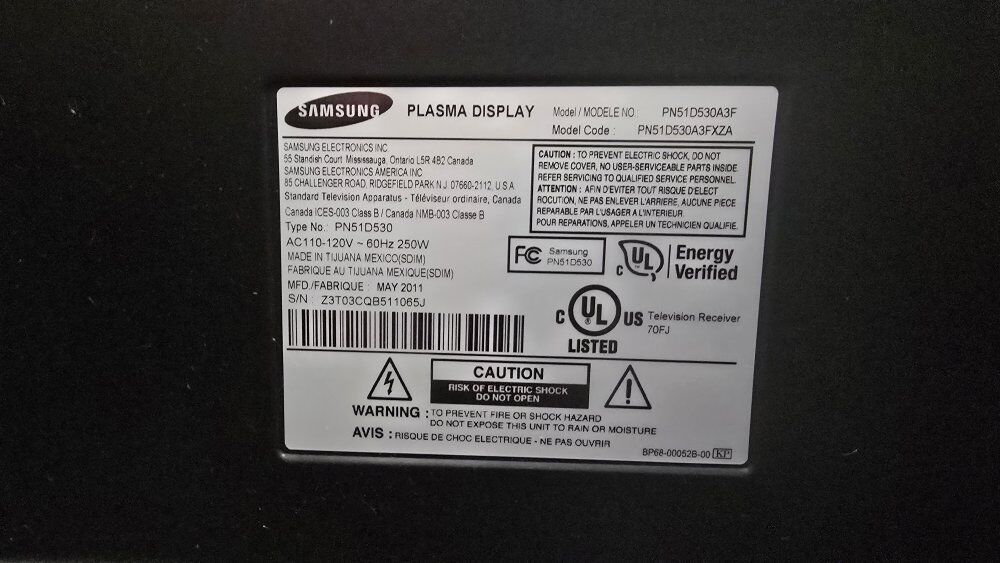 SAMSUNG PLASMA DISPLAY
Model / MODELE NO : PN51D530A3F
Model Code : PN51D530A3FXZA
SAMSUNG ELECTRONICS INC.
55 Standish Court Mississauga, Ontario L5R 4B2 Canada
SAMSUNG ELECTRONICS AMERICA INC
85 CHALLENGER ROAD, RIDGEFIELD PARK N.J. 07660-2112, U.S.A
Standard Television Apparatus - Téléviseur ordinaire, Canada
Canada ICES-003 Class B / Canada NMB-003 Classe B
Type No.: PN51D530
AC110-120V ~ 60Hz 250W
MADE IN TIJUANA MEXICO(SDIM)
FABRIQUE AU TIJUANA MEXIQUE(SDIM)
MFD./FABRIQUE : MAY 2011
S/N : Z3T03CQB511065J
CAUTION : TO PREVENT ELECTRIC SHOCK, DO NOT
REMOVE COVER, NO USER-SERVICEABLE PARTS INSIDE.
REFER SERVICING TO QUALIFIED SERVICE PERSONNEL.
ATTENTION : AFIN D'EVITER TOUT RISQUE D'ELECT
ROCUTION, NE PAS ENLEVER L'ARRIERE, AUCUNE PIECE
REPARABLE PAR L'USAGER A L'INTERIEUR.
POUR REPARATIONS, APPELER UN TECHNICIEN QUALIFIE.
FC Samsung
PN51D530
C UL Energy
Verified
C UL US Television Receiver
70FJ
LISTED
CAUTION
RISK OF ELECTRIC SHOCK
DO NOT OPEN
WARNING : TO PREVENT FIRE OR SHOCK HAZARD
DO NOT EXPOSE THIS UNIT TO RAIN OR MOISTURE
AVIS : RISQUE DE CHOC ELECTRIQUE - NE PAS OUVRIR
BP68-00052B-00 KP